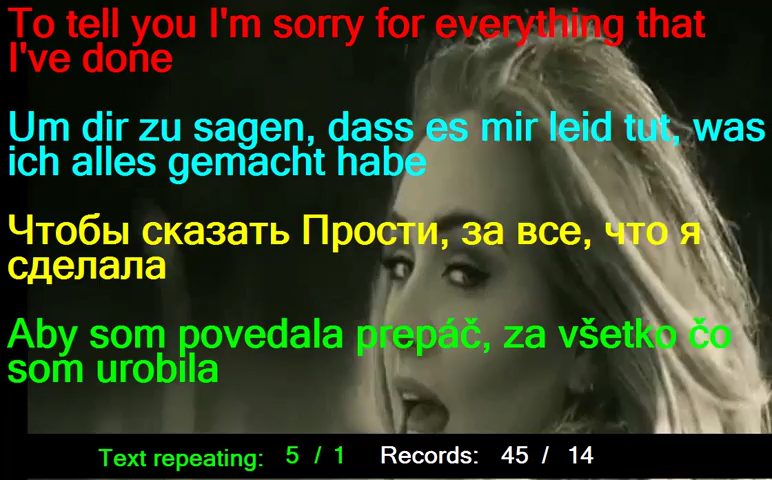 To tell you I'm sorry for everything that
I've done
Um dir zu sagen, dass es mir leid tut, was
ich alles gemacht habe
Чтобы сказать Прости, за все, что я
сделала
Aby som povedala prepáč, za všetko čo
som urobila
Text repeating: 5 / 1 Records: 45 / 14